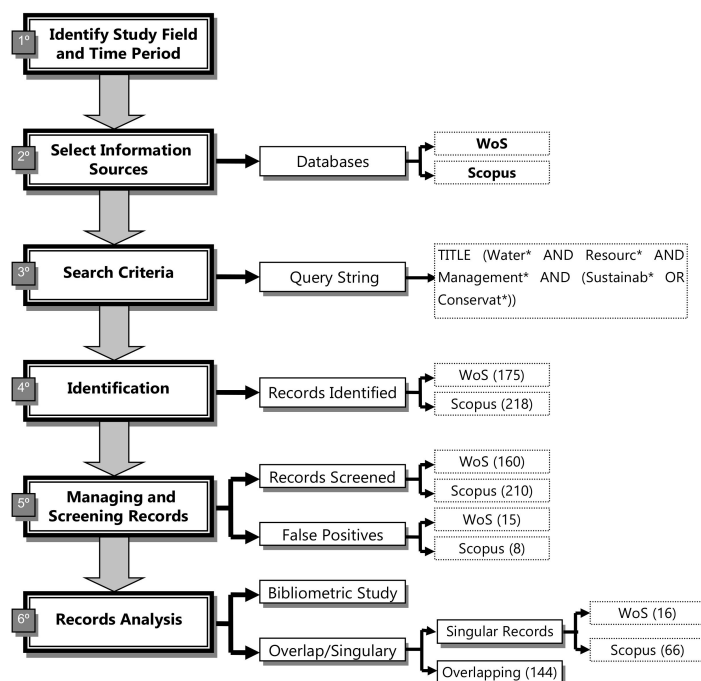 1º
Identify Study Field
and Time Period
2º
Select Information
Sources
Databases
WoS
Scopus
3º
Search Criteria
Query String
TITLE (Water* AND Resourc* AND
Management* AND (Sustainab* OR
Conservat*))
4º
Identification
Records Identified
WoS (175)
Scopus (218)
5º
Managing and
Screening Records
Records Screened
WoS (160)
Scopus (210)
False Positives
WoS (15)
Scopus (8)
6º
Records Analysis
Bibliometric Study
Overlap/Singulary
Singular Records
WoS (16)
Scopus (66)
Overlapping (144)